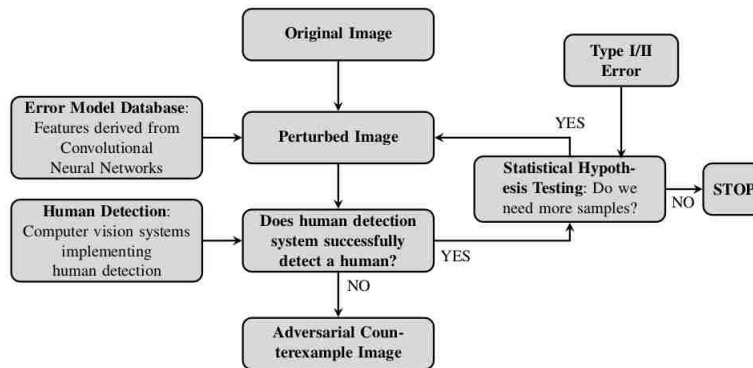 Original Image
Type I/II
Error
Error Model Database:
Features derived from
Convolutional
Neural Networks
Perturbed Image
YES
Statistical Hypoth-
esis Testing: Do we
need more samples?
NO
STOP
Human Detection:
Computer vision systems
implementing
human detection
Does human detection
system successfully
detect a human?
YES
NO
Adversarial Coun-
terexample Image